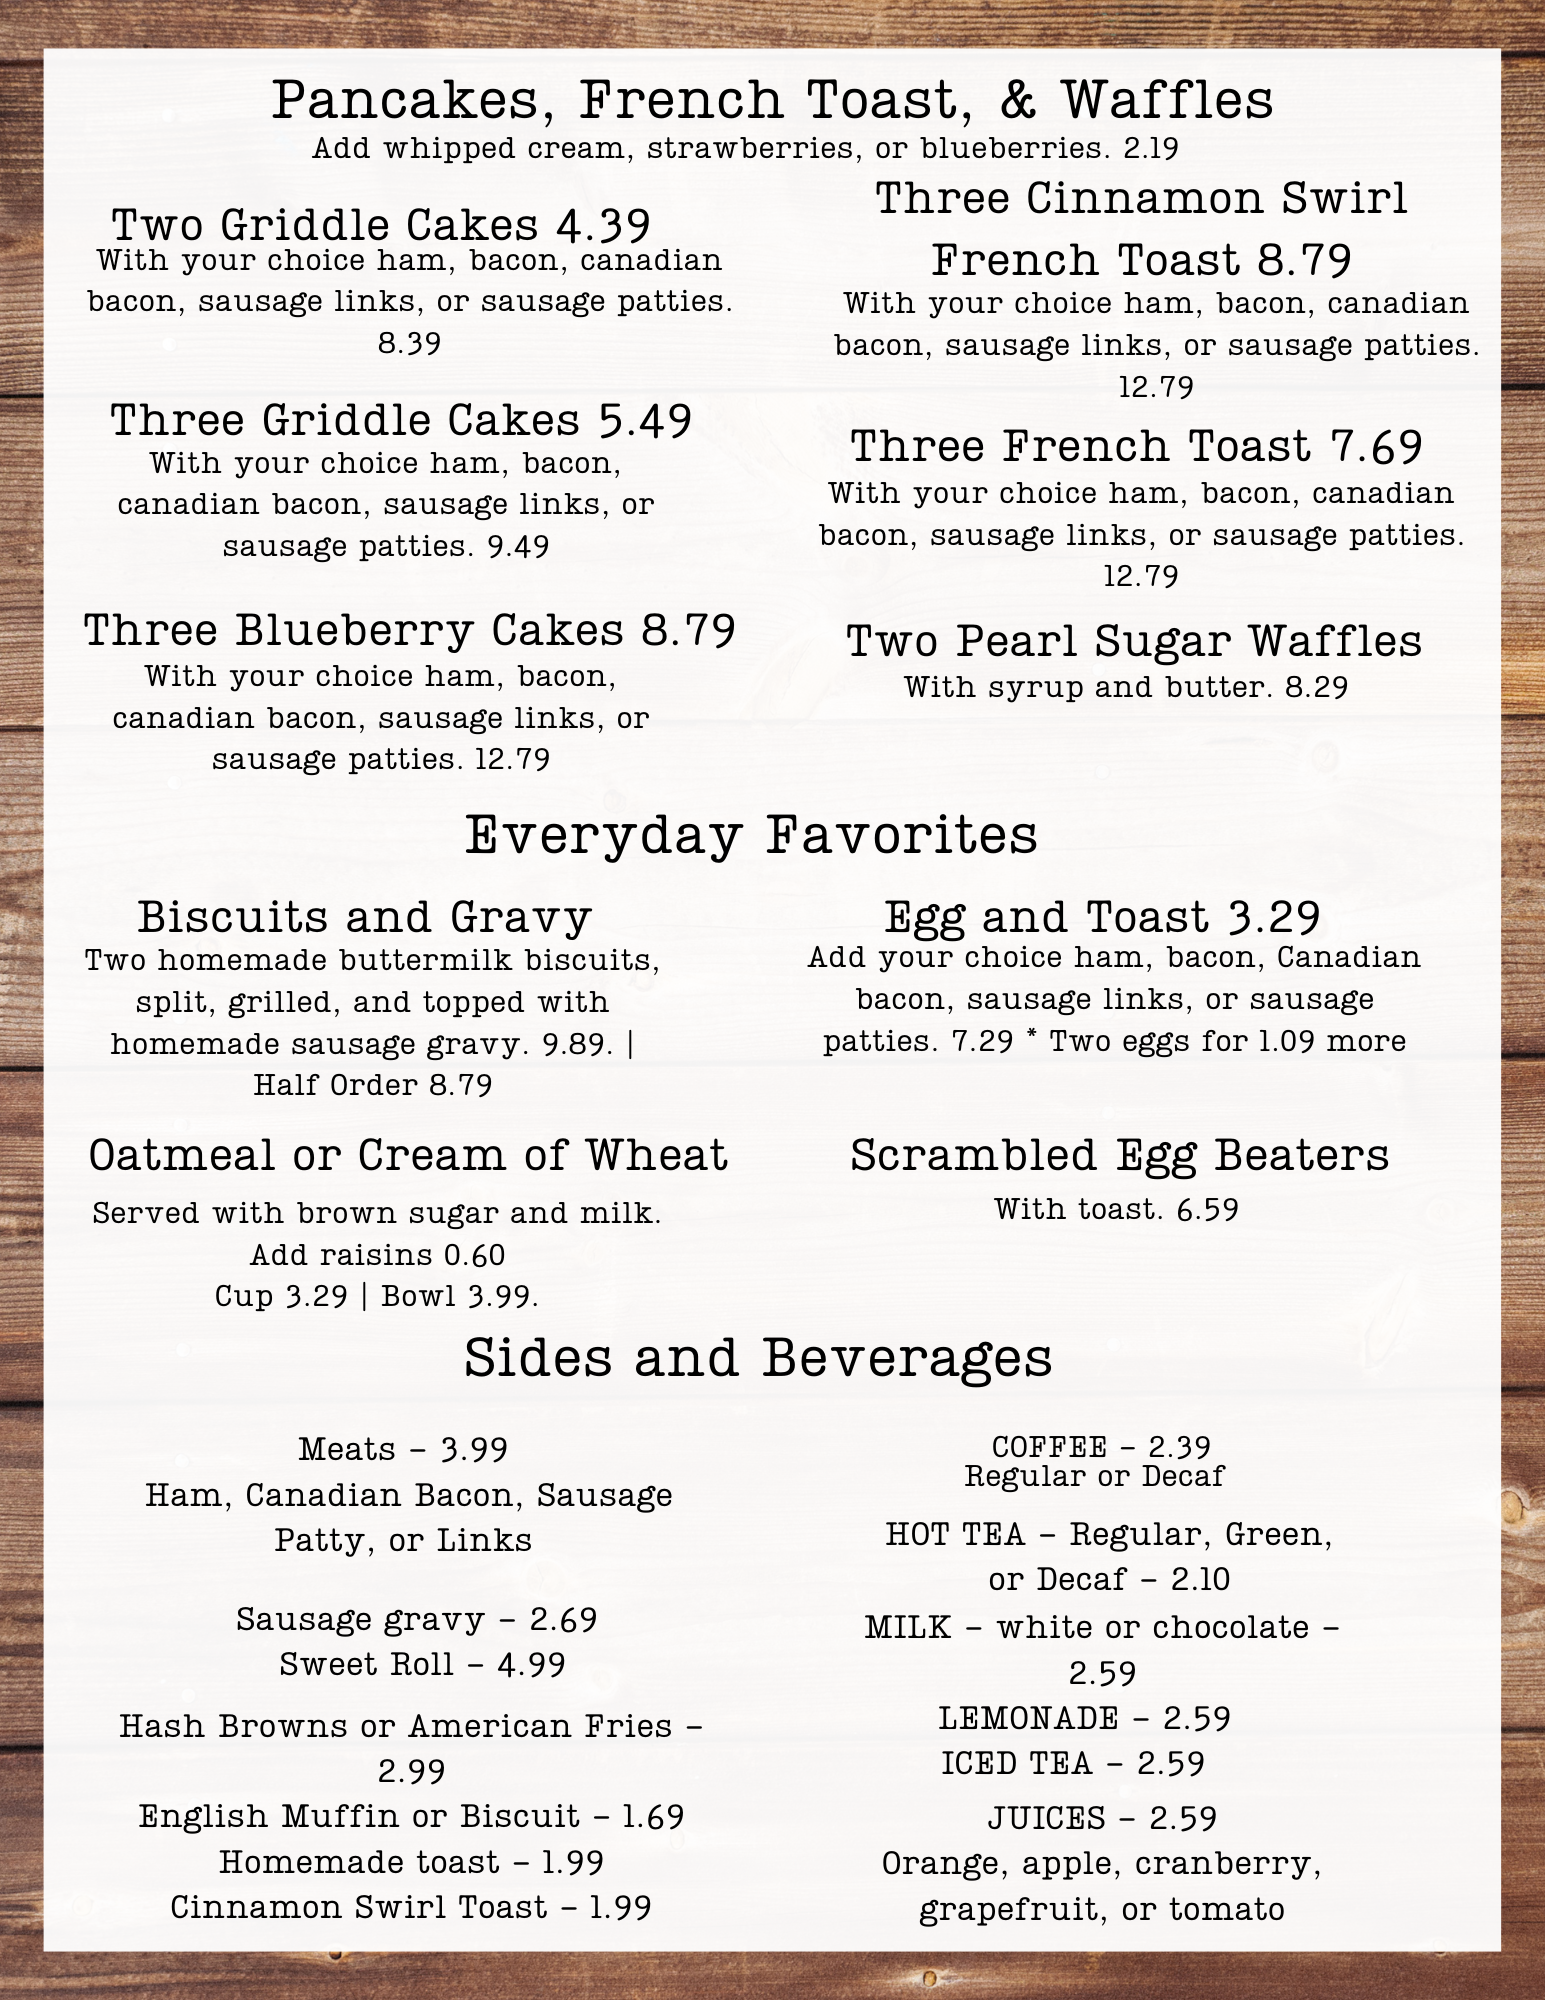 Pancakes, French Toast, & Waffles
Add whipped cream, strawberries, or blueberries. 2.19
Two Griddle Cakes 4.39
With your choice ham, bacon, canadian
bacon, sausage links, or sausage patties.
8.39
Three Griddle Cakes 5.49
With your choice ham, bacon,
canadian bacon, sausage links, or
sausage patties. 9.49
Three Blueberry Cakes 8.79
With your choice ham, bacon,
canadian bacon, sausage links, or
sausage patties. 12.79
Three Cinnamon Swirl
French Toast 8.79
With your choice ham, bacon, canadian
bacon, sausage links, or sausage patties.
12.79
Three French Toast 7.69
With your choice ham, bacon, canadian
bacon, sausage links, or sausage patties.
12.79
Two Pearl Sugar Waffles
With syrup and butter. 8.29
Everyday Favorites
Biscuits and Gravy
Two homemade buttermilk biscuits,
split, grilled, and topped with
homemade sausage gravy. 9.89. |
Half Order 8.79
Oatmeal or Cream of Wheat
Served with brown sugar and milk.
Add raisins 0.60
Cup 3.29 | Bowl 3.99.
Egg and Toast 3.29
Add your choice ham, bacon, Canadian
bacon, sausage links, or sausage
patties. 7.29 * Two eggs for 1.09 more
Scrambled Egg Beaters
With toast. 6.59
Sides and Beverages
Meats – 3.99
Ham, Canadian Bacon, Sausage
Patty, or Links
Sausage gravy – 2.69
Sweet Roll – 4.99
Hash Browns or American Fries –
2.99
English Muffin or Biscuit – 1.69
Homemade toast – 1.99
Cinnamon Swirl Toast – 1.99
COFFEE – 2.39
Regular or Decaf
HOT TEA – Regular, Green,
or Decaf – 2.10
MILK – white or chocolate –
2.59
LEMONADE – 2.59
ICED TEA – 2.59
JUICES – 2.59
Orange, apple, cranberry,
grapefruit, or tomato